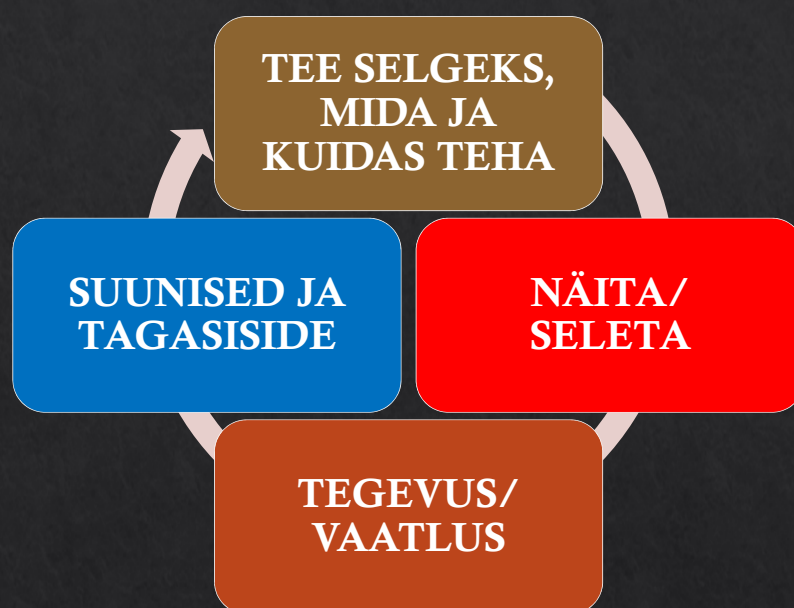 TEE SELGEKS,
MIDA JA
KUIDAS TEHA
SUUNISED JA
TAGASISIDE
NÄITA/
SELETA
TEGEVUS/
VAATLUS